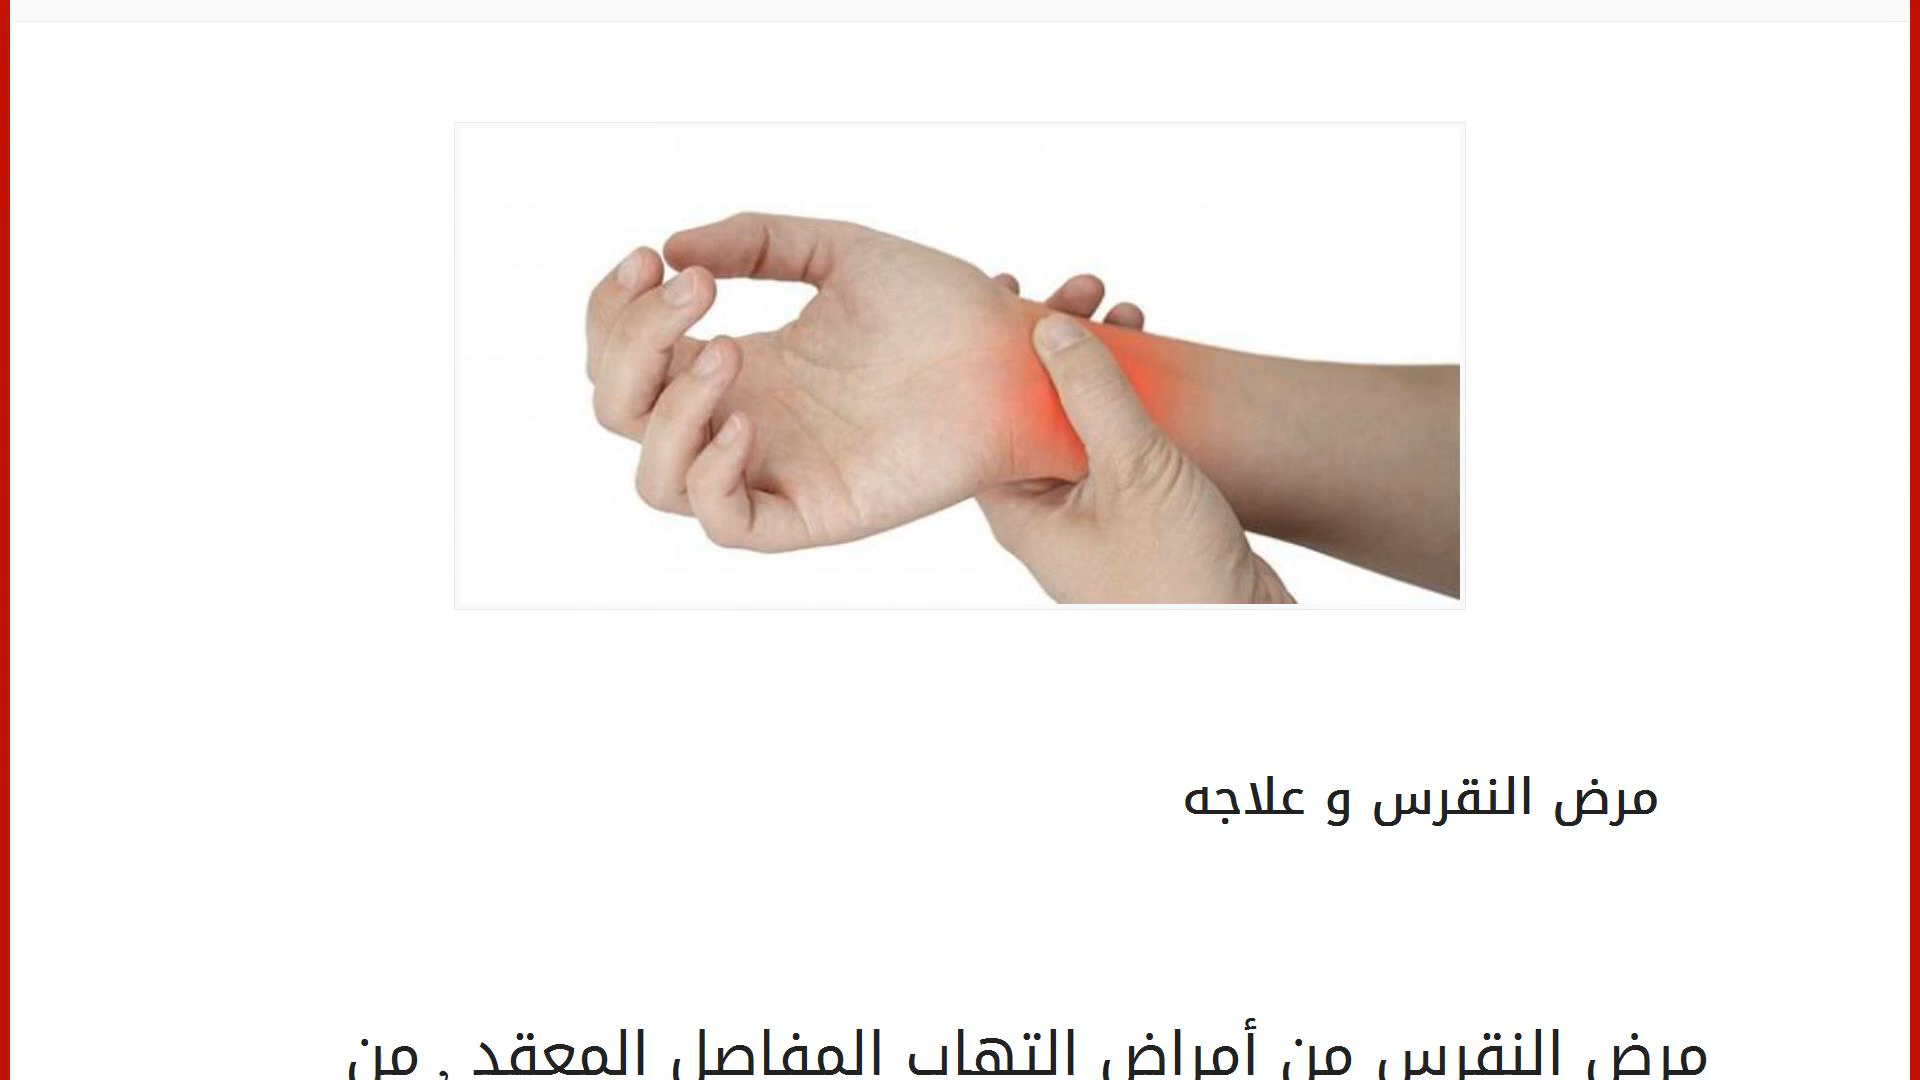 مرض النقرس و علاجه
مرض النقرس من أمراض التهاب المفاصل المعقد , من